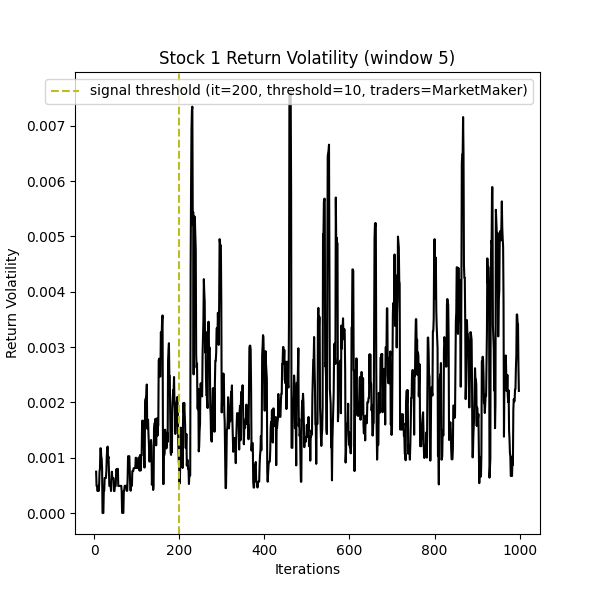 Stock 1 Return Volatility (window 5)
signal threshold (it=200, threshold=10, traders=MarketMaker)
0.007
0.006
0.005
0.004
0.003
0.002
0.001
0.000
Return Volatility
0 200 400 600 800 1000
Iterations